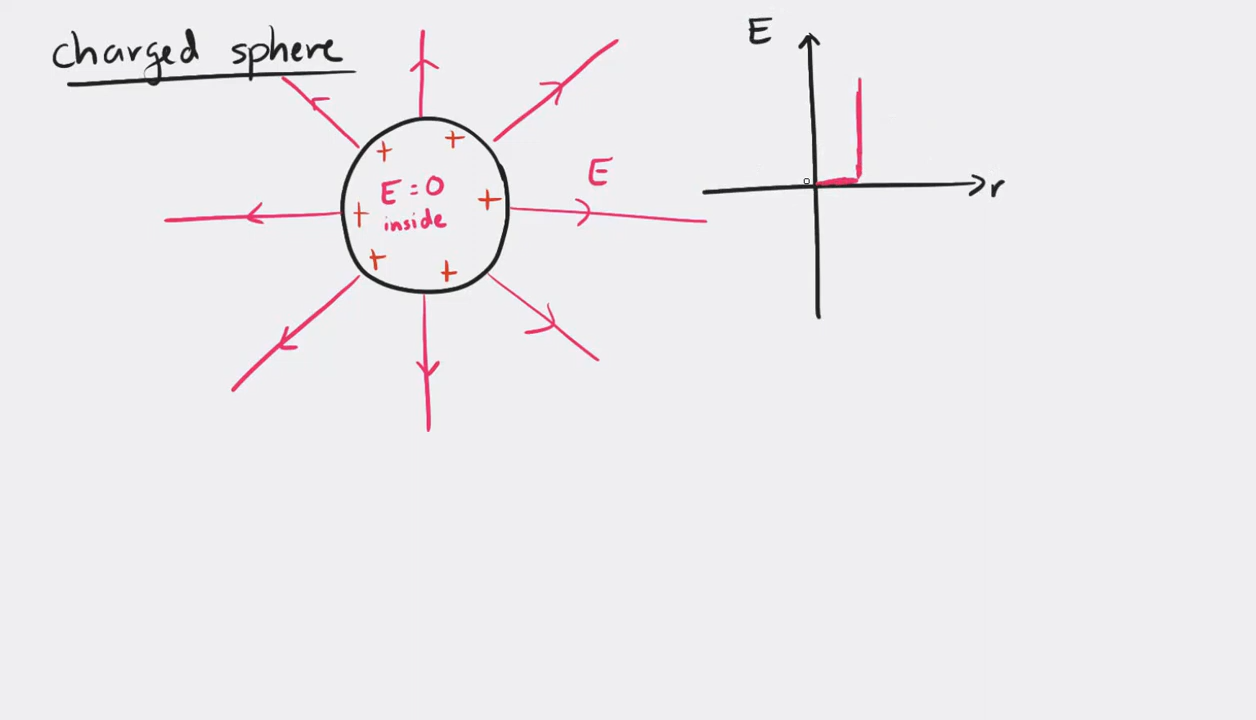 charged sphere
E
+ +
E = 0
E
+ +
inside
+ +
r